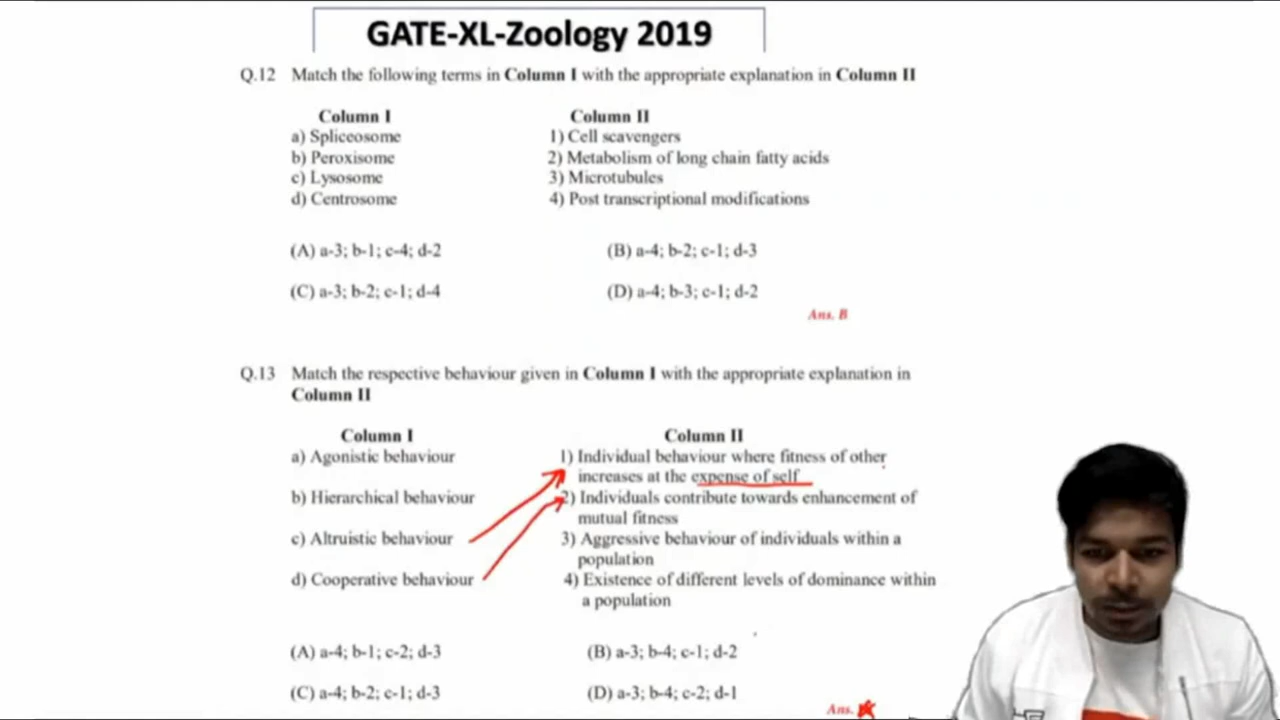 GATE-XL-Zoology 2019
Q.12 Match the following terms in Column I with the appropriate explanation in Column II
Column I Column II
a) Spliceosome 1) Cell scavengers
b) Peroxisome 2) Metabolism of long chain fatty acids
c) Lysosome 3) Microtubules
d) Centrosome 4) Post transcriptional modifications
(A) a-3; b-1; c-4; d-2 (B) a-4; b-2; c-1; d-3
(C) a-3; b-2; c-1; d-4 (D) a-4; b-3; c-1; d-2
Ans. B
Q.13 Match the respective behaviour given in Column I with the appropriate explanation in
Column II
Column I Column II
a) Agonistic behaviour 1) Individual behaviour where fitness of other
increases at the expense of self
b) Hierarchical behaviour 2) Individuals contribute towards enhancement of
mutual fitness
c) Altruistic behaviour 3) Aggressive behaviour of individuals within a
population
d) Cooperative behaviour 4) Existence of different levels of dominance within
a population
(A) a-4; b-1; c-2; d-3 (B) a-3; b-4; c-1; d-2
(C) a-4; b-2; c-1; d-3 (D) a-3; b-4; c-2; d-1
Ans.